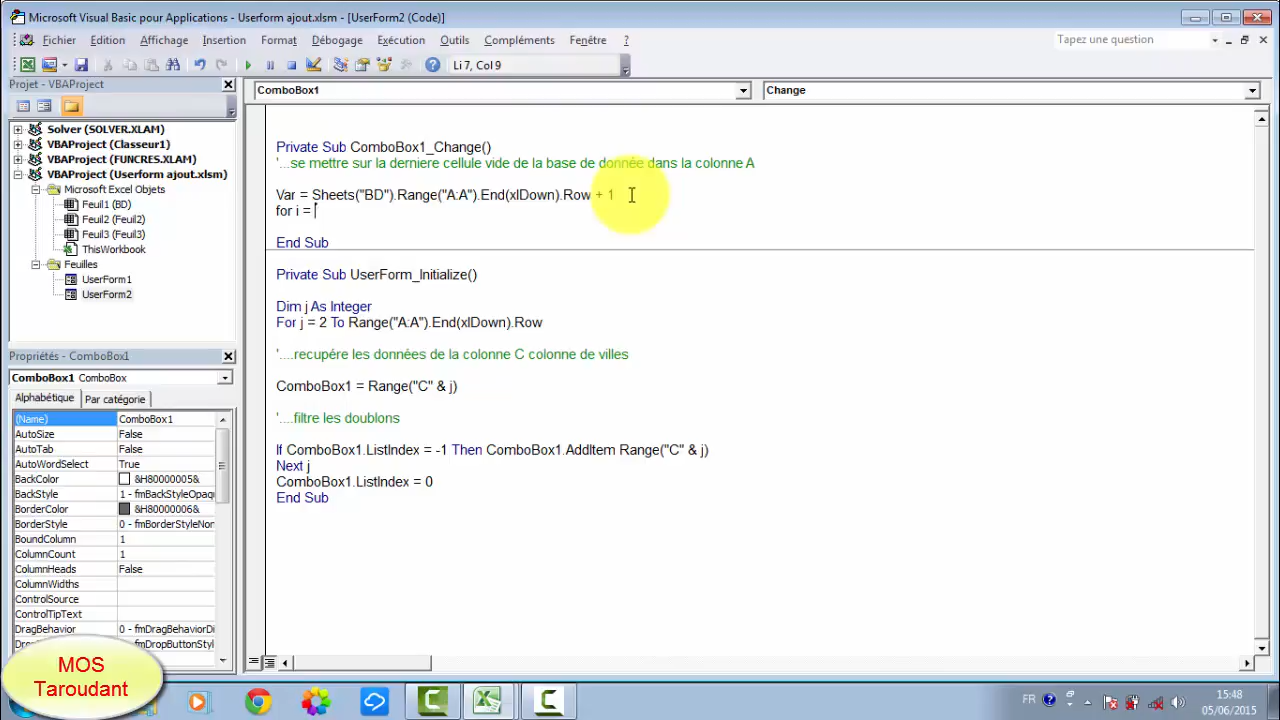 Microsoft Visual Basic pour Applications - Userform ajout.xlsm - [UserForm2 (Code)]
Fichier Edition Affichage Insertion Format Débogage Exécution Outils Compléments Fenêtre ?
Tapez une question
Li 7, Col 9
Projet - VBAProject
Solver (SOLVER.XLAM)
VBAProject (Classeur1)
VBAProject (FUNCRES.XLAM)
VBAProject (Userform ajout.xlsm)
Microsoft Excel Objets
Feuil1 (BD)
Feuil2 (Feuil2)
Feuil3 (Feuil3)
ThisWorkbook
Feuilles
UserForm1
UserForm2
Propriétés - ComboBox1
ComboBox1 ComboBox
Alphabétique Par catégorie
(Name) ComboBox1
AutoSize False
AutoTab False
AutoWordSelect True
BackColor &H80000005&
BackStyle 1 - fmBackStyleOpaq
BorderColor &H80000006&
BorderStyle 0 - fmBorderStyleNor
BoundColumn 1
ColumnCount 1
ColumnHeads False
ColumnWidths
ControlSource
ControlTipText
DragBehavior 0 - fmDragBehaviorDi
- fmDropButtonStyl
ComboBox1 Change
Private Sub ComboBox1_Change()
'...se mettre sur la derniere cellule vide de la base de donnée dans la colonne A
Var = Sheets("BD").Range("A:A").End(xlDown).Row + 1
for i =
End Sub
Private Sub UserForm_Initialize()
Dim j As Integer
For j = 2 To Range("A:A").End(xlDown).Row
'....recupére les données de la colonne C colonne de villes
ComboBox1 = Range("C" & j)
'....filtre les doublons
If ComboBox1.ListIndex = -1 Then ComboBox1.AddItem Range("C" & j)
Next j
ComboBox1.ListIndex = 0
End Sub
MOS
Taroudant
FR
15:48
05/06/2015